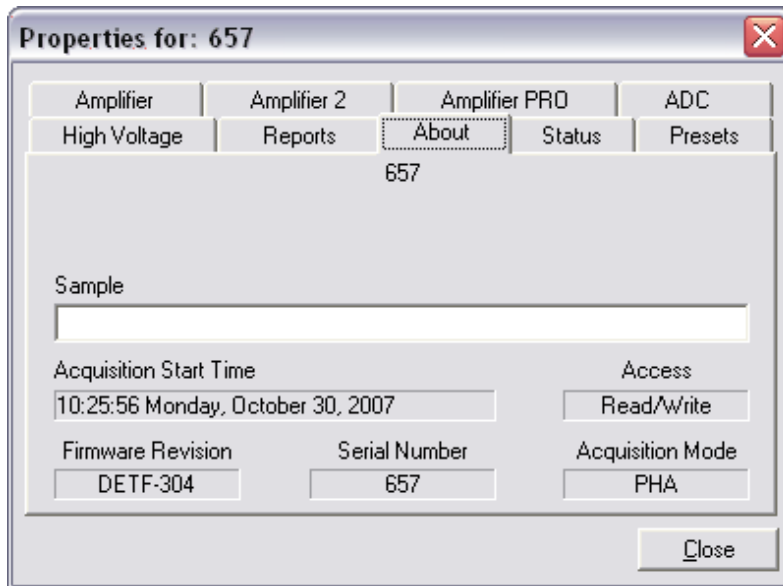 Properties for: 657
Amplifier Amplifier 2 Amplifier PRO ADC
High Voltage Reports About Status Presets
657
Sample
Acquisition Start Time Access
10:25:56 Monday, October 30, 2007 Read/Write
Firmware Revision Serial Number Acquisition Mode
DETF-304 657 PHA
Close